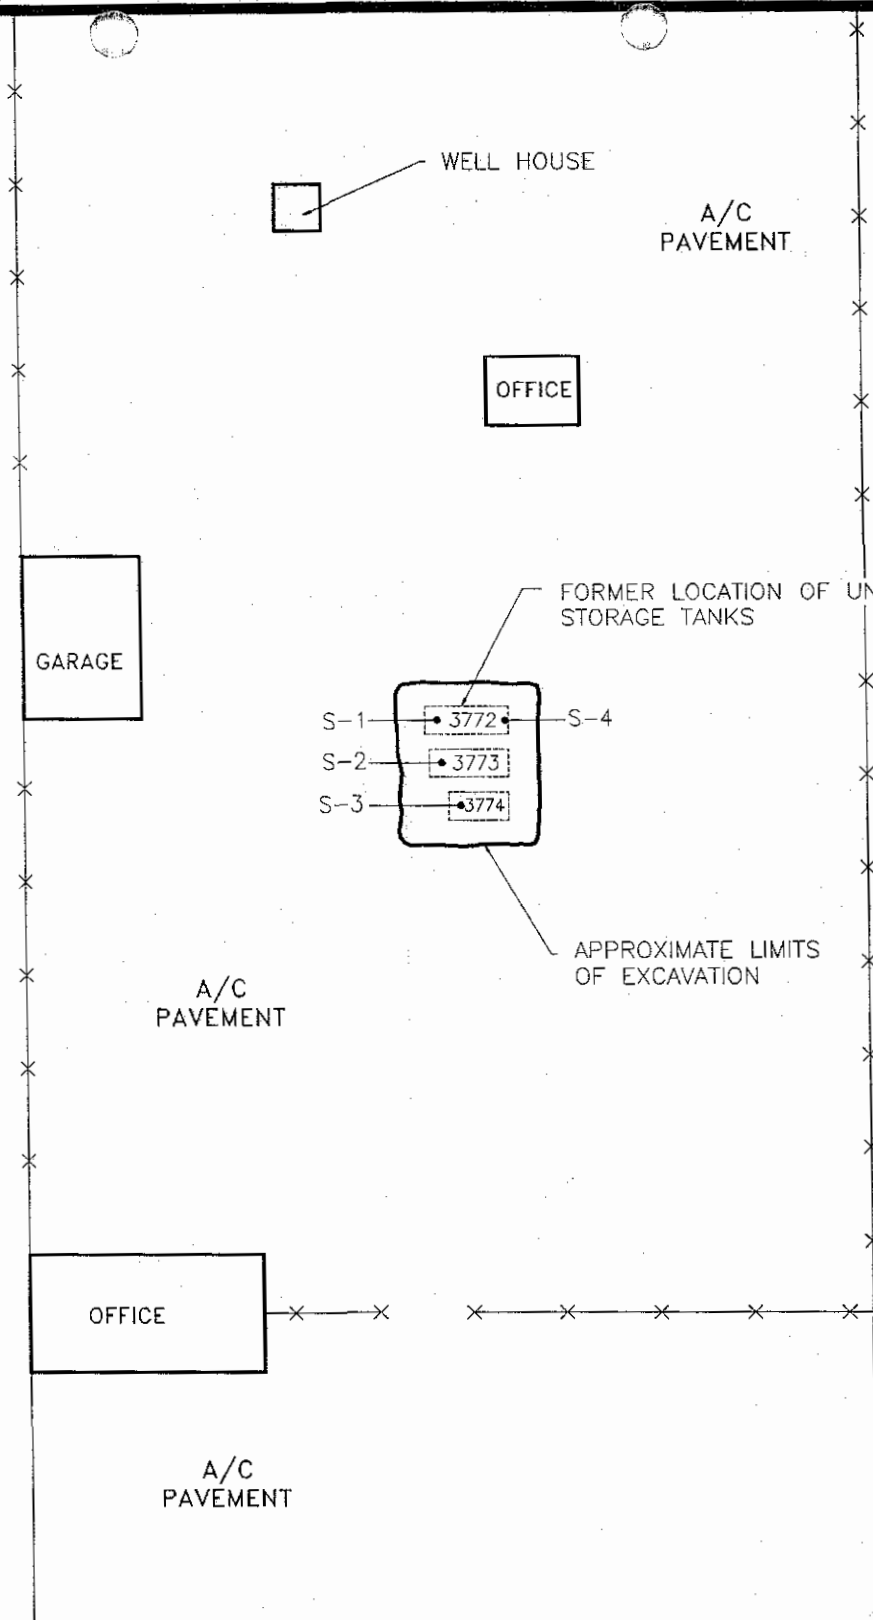 WELL HOUSE
A/C
PAVEMENT
OFFICE
FORMER LOCATION OF
STORAGE TANKS
GARAGE
S-1 3772 S-4
S-2 3773
S-3 3774
APPROXIMATE LIMITS
OF EXCAVATION
A/C
PAVEMENT
OFFICE
A/C
PAVEMENT